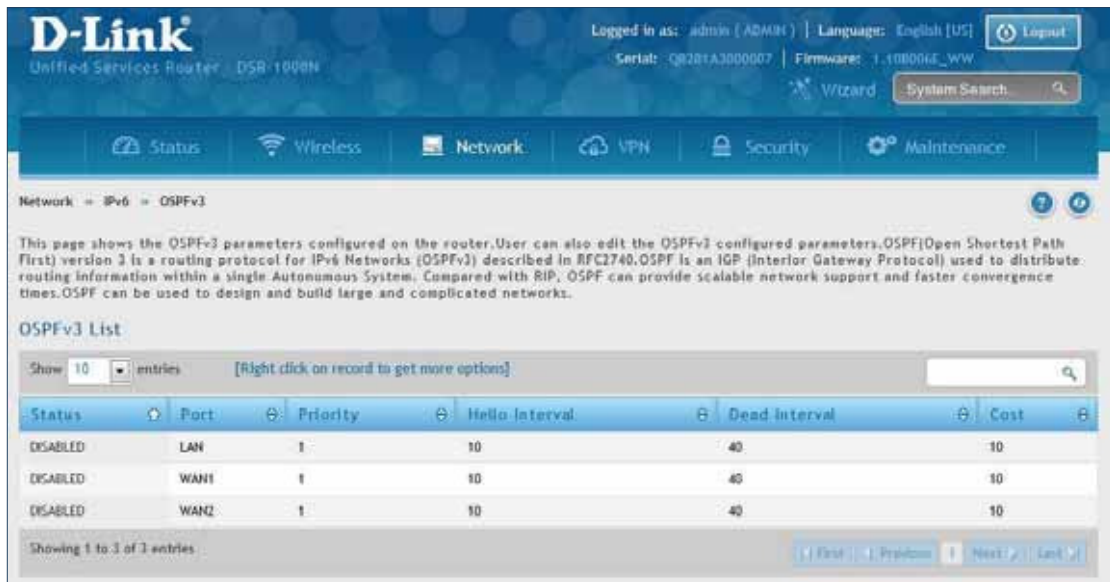 D-Link
Logged in as: admin ( ADMIN ) | Language: English [US]
Logout
Unified Services Router - DSR-1000N
Serial: QB281A3000007 | Firmware: 1.10B006E_WW
Wizard
System Search...
Status
Wireless
Network
VPN
Security
Maintenance
Network » IPv6 » OSPFv3
This page shows the OSPFv3 parameters configured on the router.User can also edit the OSPFv3 configured parameters.OSPF(Open Shortest Path
First) version 3 is a routing protocol for IPv6 Networks (OSPFv3) described in RFC2740.OSPF is an IGP (Interior Gateway Protocol) used to distribute
routing information within a single Autonomous System. Compared with RIP, OSPF can provide scalable network support and faster convergence
times.OSPF can be used to design and build large and complicated networks.
OSPFv3 List
Show 10 entries [Right click on record to get more options]
Status Port Priority Hello Interval Dead Interval Cost
DISABLED LAN 1 10 40 10
DISABLED WAN1 1 10 40 10
DISABLED WAN2 1 10 40 10
Showing 1 to 3 of 3 entries
First Previous 1 Next Last